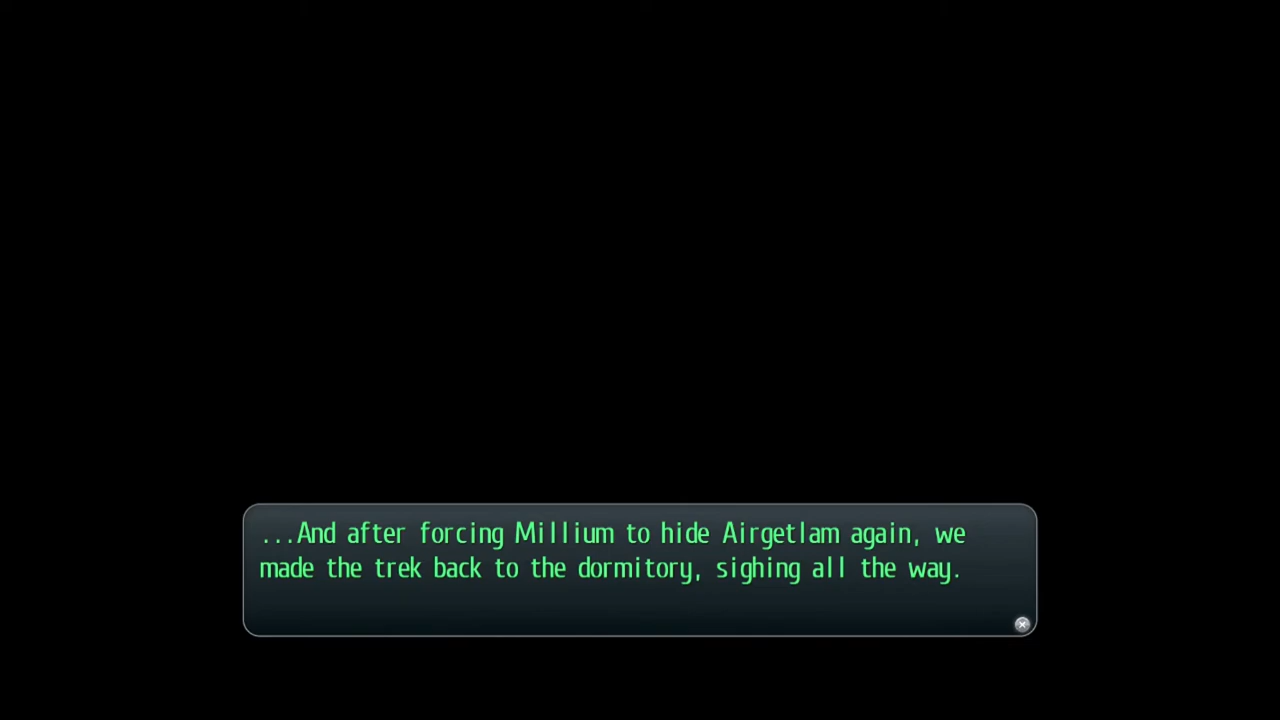 ...And after forcing Millium to hide Airgetlam again, we
made the trek back to the dormitory, sighing all the way.